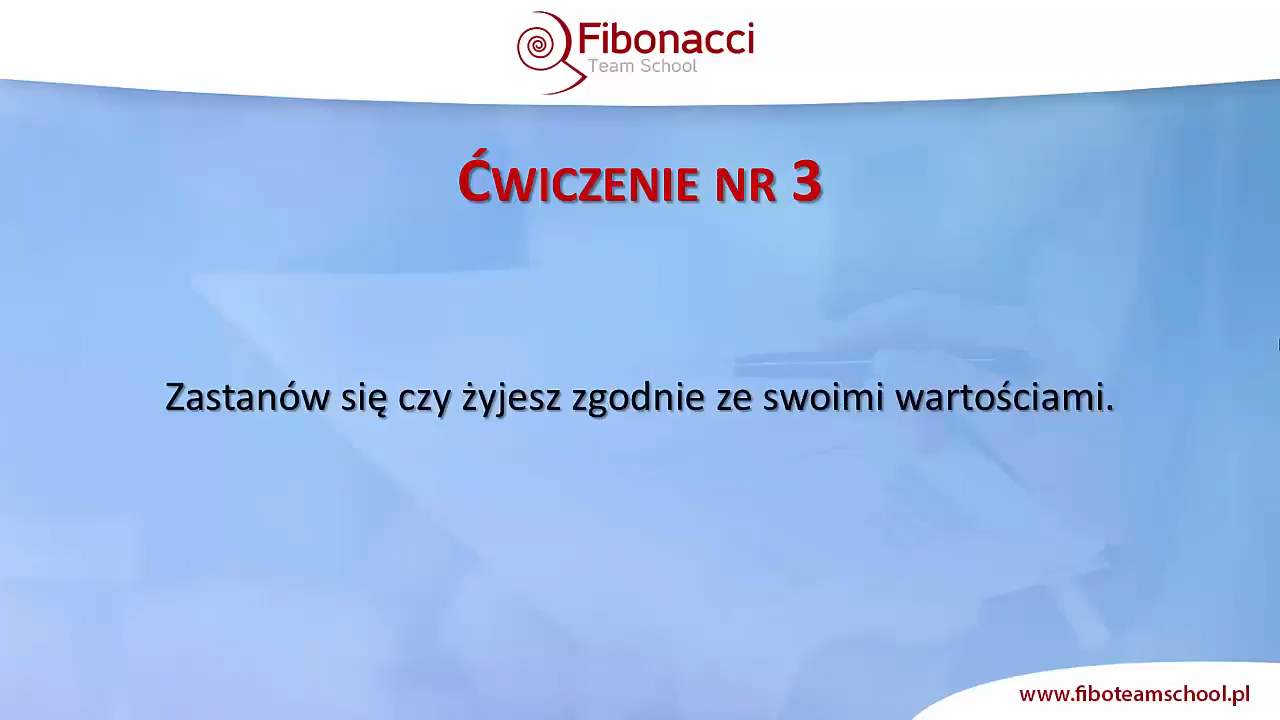 Fibonacci
Team School
Ćwiczenie nr 3
Zastanów się czy żyjesz zgodnie ze swoimi wartościami.
www.fiboteamschool.pl